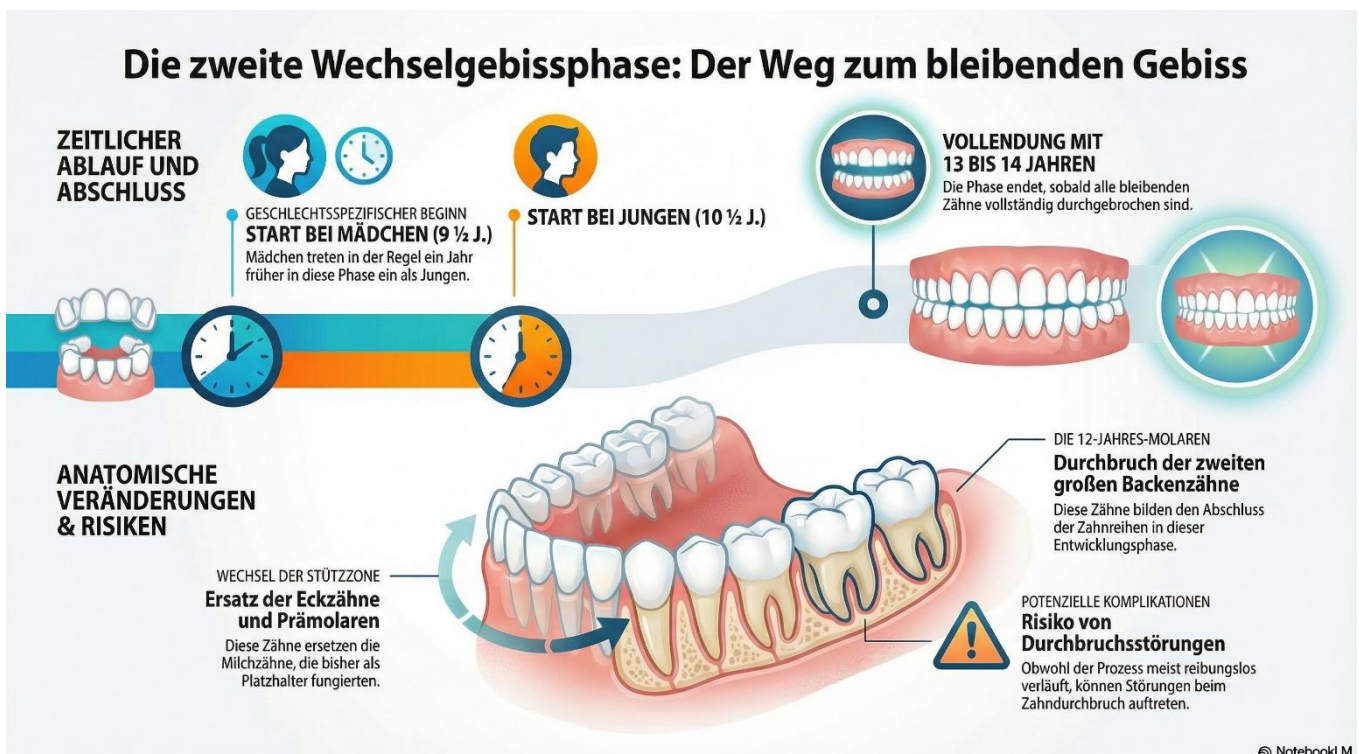 Die zweite Wechselgebissphase: Der Weg zum bleibenden Gebiss
ZEITLICHER
ABLAUF UND
ABSCHLUSS
GESCHLECHTSSPEZIFISCHER BEGINN
START BEI MÄDCHEN (9 ½ J.)
Mädchen treten in der Regel ein Jahr
früher in diese Phase ein als Jungen.
START BEI JUNGEN (10 ½ J.)
VOLLENDUNG MIT
13 BIS 14 JAHREN
Die Phase endet, sobald alle bleibenden
Zähne vollständig durchgebrochen sind.
ANATOMISCHE
VERÄNDERUNGEN
& RISIKEN
WECHSEL DER STÜTZZONE
Ersatz der Eckzähne
und Prämolaren
Diese Zähne ersetzen die
Milchzähne, die bisher als
Platzhalter fungierten.
DIE 12-JAHRES-MOLAREN
Durchbruch der zweiten
großen Backenzähne
Diese Zähne bilden den Abschluss
der Zahnreihen in dieser
Entwicklungsphase.
POTENZIELLE KOMPLIKATIONEN
Risiko von
Durchbruchsstörungen
Obwohl der Prozess meist reibungslos
verläuft, können Störungen beim
Zahndurchbruch auftreten.
NotebookLM